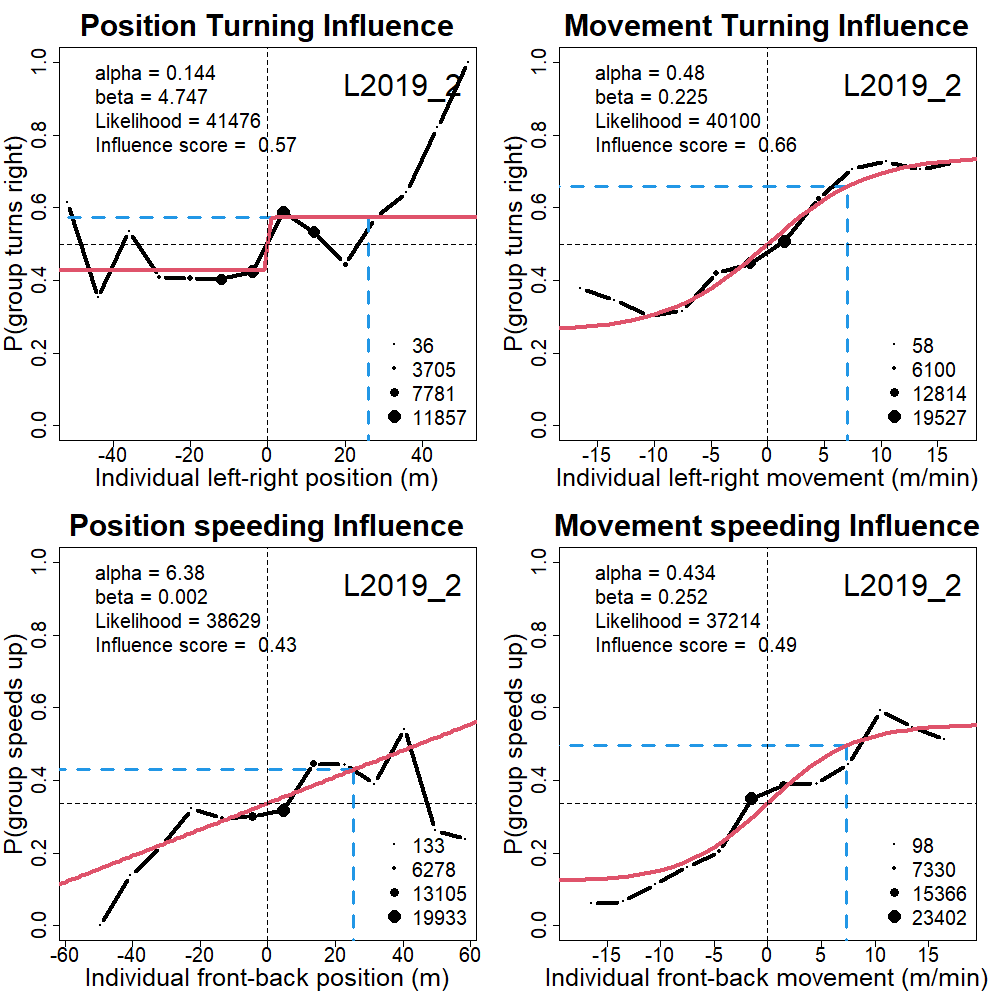 Position Turning Influence
alpha = 0.144
beta = 4.747
Likelihood = 41476
Influence score =  0.57
L2019_2
P(group turns right)
0.0
0.2
0.4
0.6
0.8
1.0
36
3705
7781
11857
-40
-20
0
20
40
Individual left-right position (m)
Movement Turning Influence
alpha = 0.48
beta = 0.225
Likelihood = 40100
Influence score =  0.66
L2019_2
P(group turns right)
0.0
0.2
0.4
0.6
0.8
1.0
58
6100
12814
19527
-15
-10
-5
0
5
10
15
Individual left-right movement (m/min)
Position speeding Influence
alpha = 6.38
beta = 0.002
Likelihood = 38629
Influence score =  0.43
L2019_2
P(group speeds up)
0.0
0.2
0.4
0.6
0.8
1.0
133
6278
13105
19933
-60
-40
-20
0
20
40
60
Individual front-back position (m)
Movement speeding Influence
alpha = 0.434
beta = 0.252
Likelihood = 37214
Influence score =  0.49
L2019_2
P(group speeds up)
0.0
0.2
0.4
0.6
0.8
1.0
98
7330
15366
23402
-15
-10
-5
0
5
10
15
Individual front-back movement (m/min)